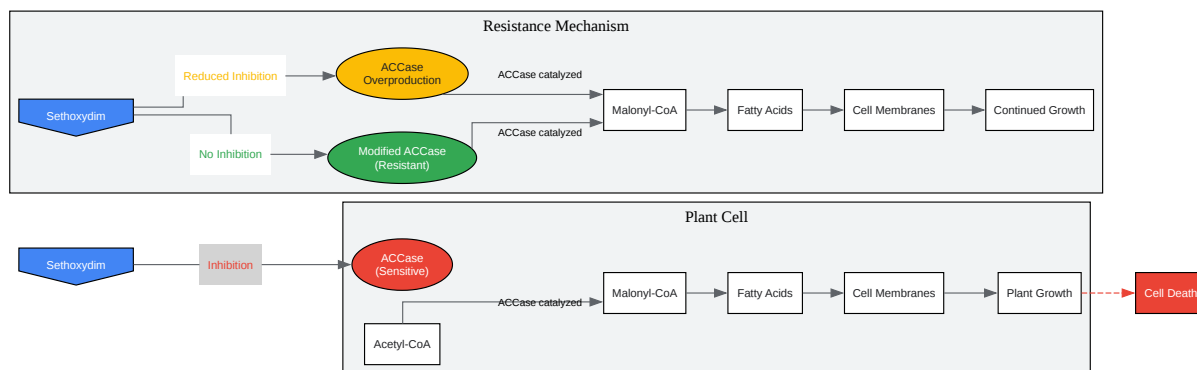 Resistance Mechanism
Reduced Inhibition
ACCase
Overproduction
ACCase catalyzed
Sethoxydim
Malonyl-CoA
Fatty Acids
Cell Membranes
Continued Growth
ACCase catalyzed
No Inhibition
Modified ACCase
(Resistant)
Plant Cell
Sethoxydim
Inhibition
ACCase
(Sensitive)
ACCase catalyzed
Malonyl-CoA
Fatty Acids
Cell Membranes
Plant Growth
Cell Death
Acetyl-CoA